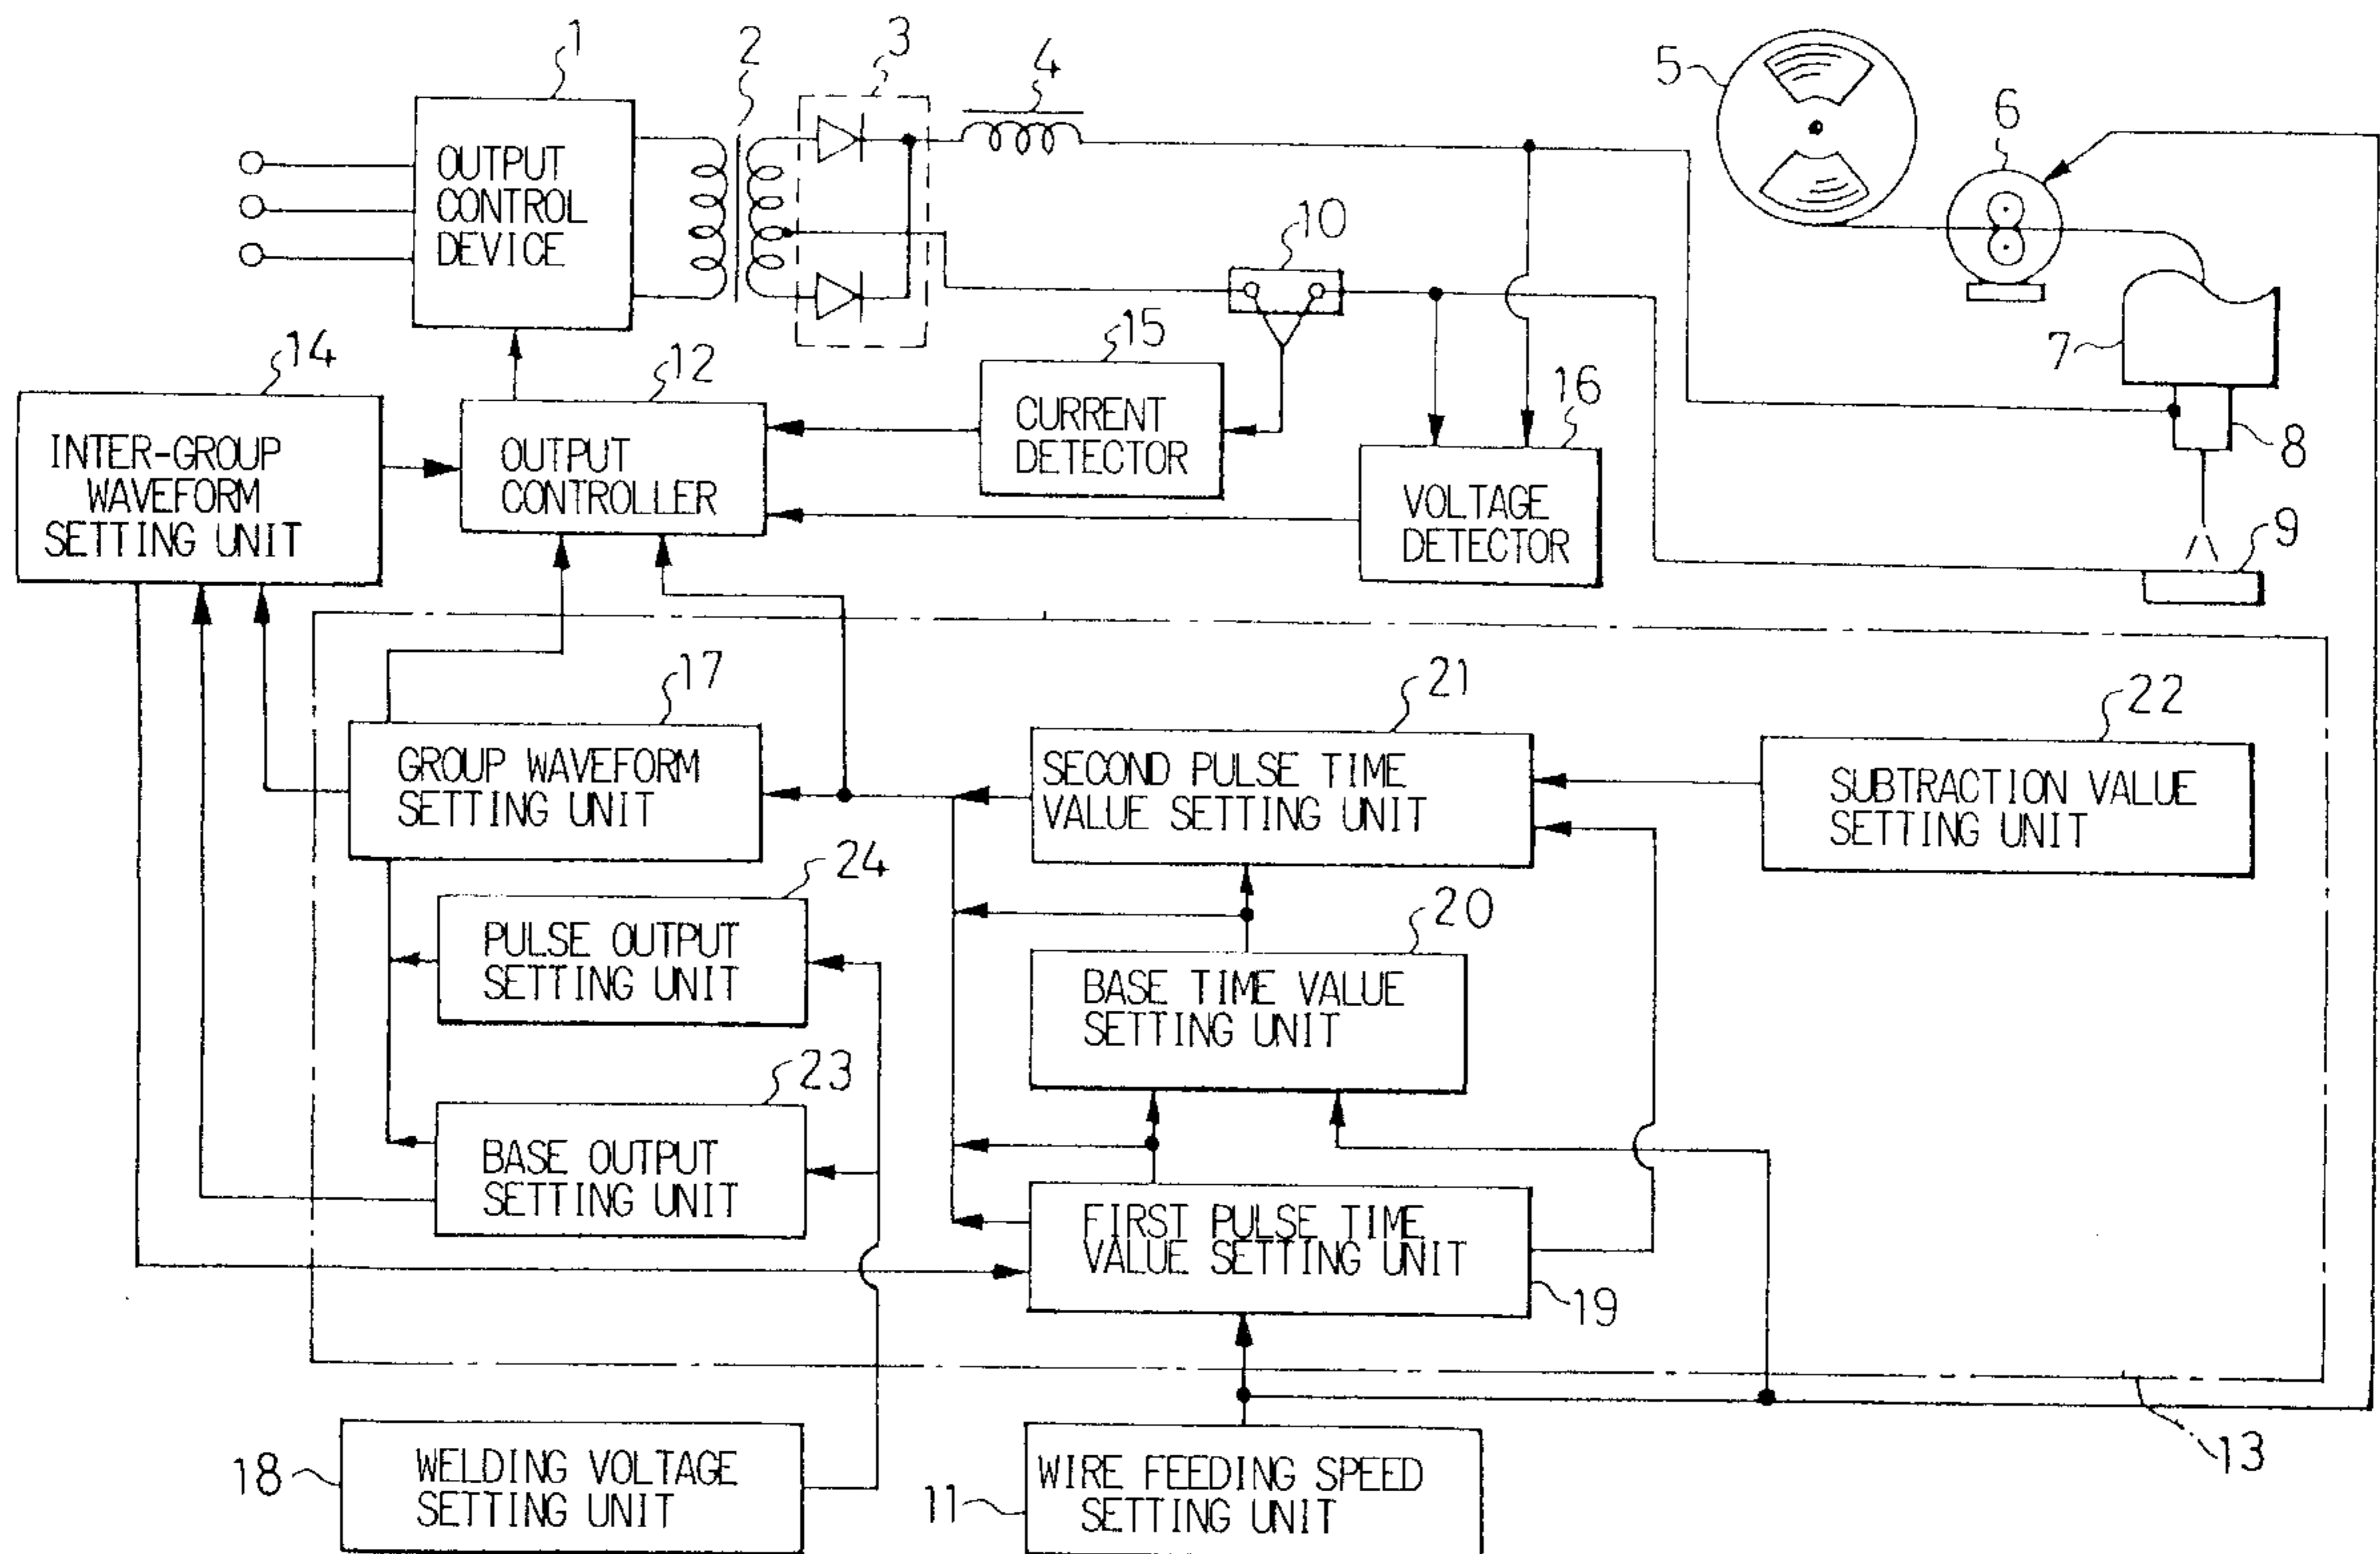 1
2
3
4
5
6
OUTPUT
CONTROL
DEVICE
10
7
14
12
15
16
8
INTER-GROUP
WAVEFORM
SETTING UNIT
OUTPUT
CONTROLLER
CURRENT
DETECTOR
VOLTAGE
DETECTOR
9
17
21
22
GROUP WAVEFORM
SETTING UNIT
SECOND PULSE TIME
VALUE SETTING UNIT
SUBTRACTION VALUE
SETTING UNIT
24
20
PULSE OUTPUT
SETTING UNIT
BASE TIME VALUE
SETTING UNIT
23
BASE OUTPUT
SETTING UNIT
FIRST PULSE TIME
VALUE SETTING UNIT
19
13
18
WELDING VOLTAGE
SETTING UNIT
11
WIRE FEEDING SPEED
SETTING UNIT